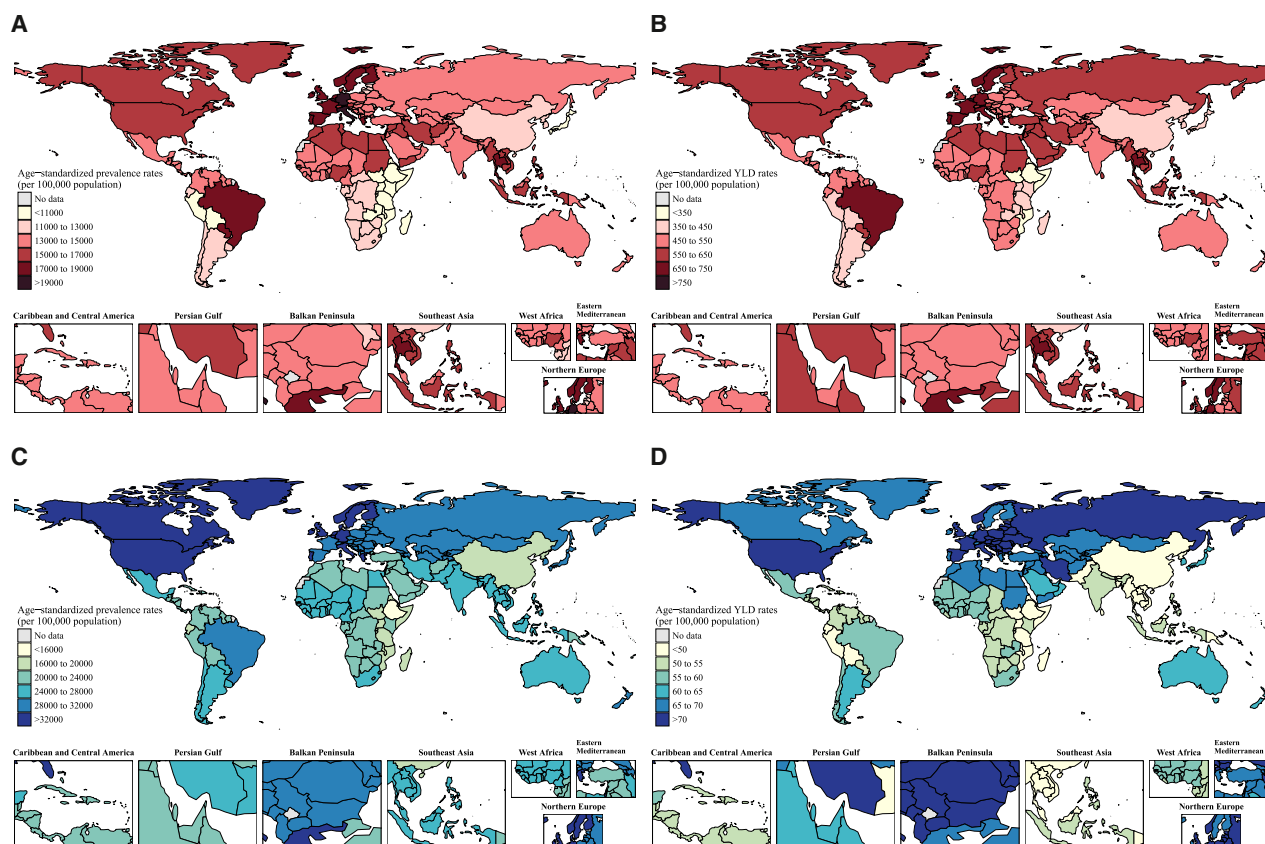 A
Age-standardized prevalence rates
(per 100,000 population)
No data
<11000
11000 to 13000
13000 to 15000
15000 to 17000
17000 to 19000
>19000
Caribbean and Central America
Persian Gulf
Balkan Peninsula
Southeast Asia
West Africa
Eastern
Mediterranean
Northern Europe
B
Age-standardized YLD rates
(per 100,000 population)
No data
<350
350 to 450
450 to 550
550 to 650
650 to 750
>750
Caribbean and Central America
Persian Gulf
Balkan Peninsula
Southeast Asia
West Africa
Eastern
Mediterranean
Northern Europe
C
Age-standardized prevalence rates
(per 100,000 population)
No data
<16000
16000 to 20000
20000 to 24000
24000 to 28000
28000 to 32000
>32000
Caribbean and Central America
Persian Gulf
Balkan Peninsula
Southeast Asia
West Africa
Eastern
Mediterranean
Northern Europe
D
Age-standardized YLD rates
(per 100,000 population)
No data
<50
50 to 55
55 to 60
60 to 65
65 to 70
>70
Caribbean and Central America
Persian Gulf
Balkan Peninsula
Southeast Asia
West Africa
Eastern
Mediterranean
Northern Europe